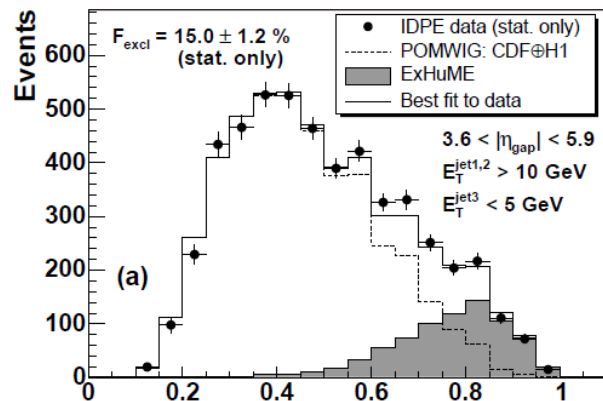 Events
600
500
400
300
200
100
0
F_excl = 15.0 ± 1.2 %
(stat. only)
IDPE data (stat. only)
POMWIG: CDF⊕H1
ExHuME
Best fit to data
3.6 < |η_gap| < 5.9
E_T^jet1,2 > 10 GeV
E_T^jet3 < 5 GeV
(a)
0 0.2 0.4 0.6 0.8 1